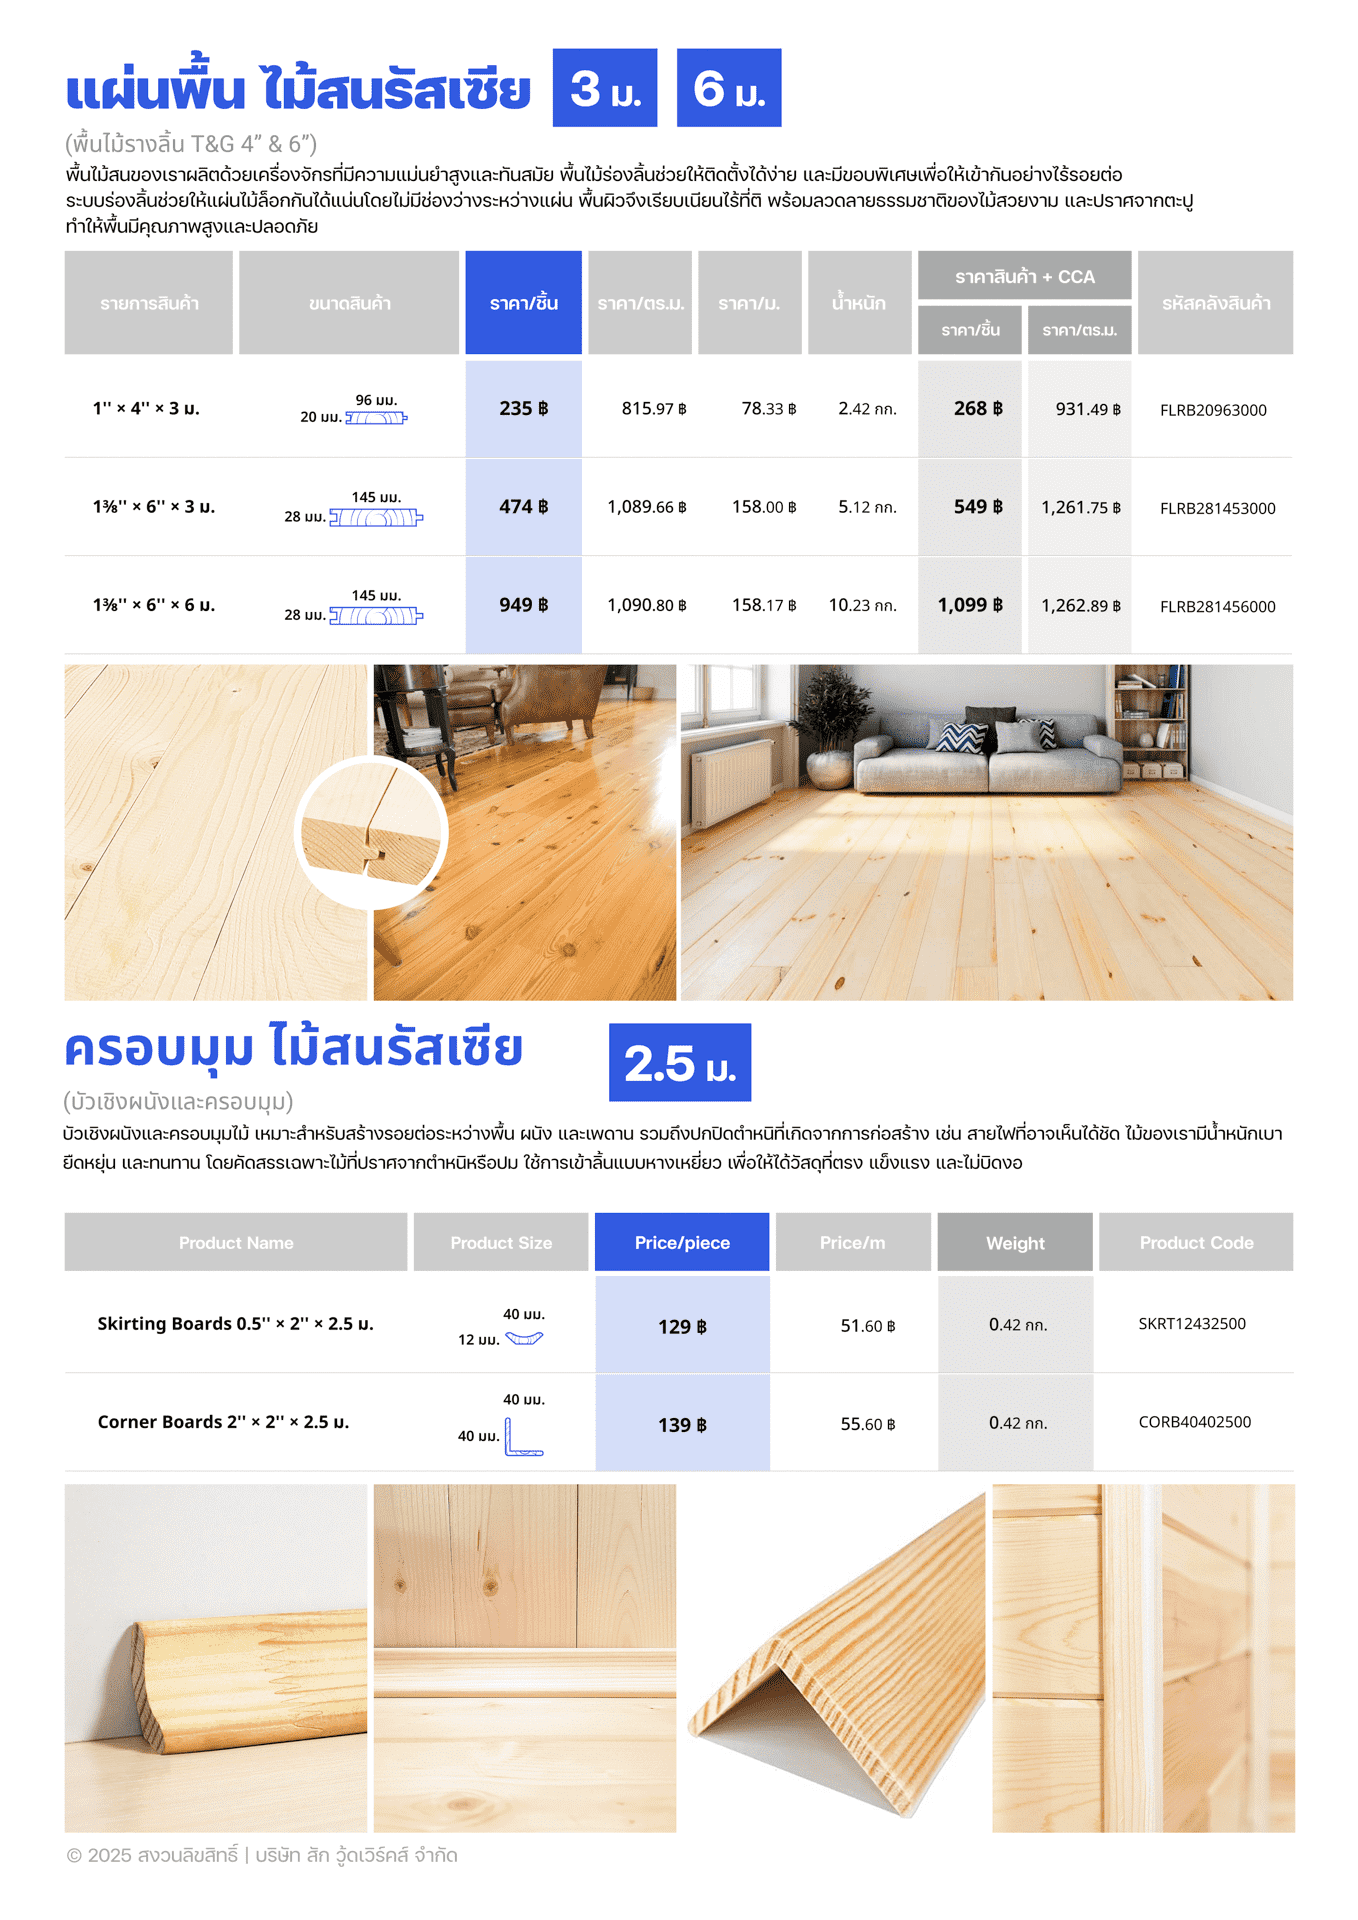 แผ่นพื้น ไม้สนรัสเซีย 3 ม. 6 ม.
(พื้นไม้รางลิ้น T&G 4” & 6”)
พื้นไม้สนของเราผลิตด้วยเครื่องจักรที่มีความแม่นยำสูงและทันสมัย พื้นไม้ร่องลิ้นช่วยให้ติดตั้งได้ง่าย และมีขอบพิเศษเพื่อให้เข้ากันอย่างไร้รอยต่อ
ระบบร่องลิ้นช่วยให้แผ่นไม้ล็อกกันได้แน่นโดยไม่มีช่องว่างระหว่างแผ่น พื้นผิวจึงเรียบเนียนไร้ที่ติ พร้อมลวดลายธรรมชาติของไม้สวยงาม และปราศจากตะปู
ทำให้พื้นมีคุณภาพสูงและปลอดภัย
รายการสินค้า ขนาดสินค้า ราคา/ชิ้น ราคา/ตร.ม. ราคา/ม. น้ำหนัก ราคาสินค้า + CCA รหัสคลังสินค้า
ราคา/ชิ้น ราคา/ตร.ม.
96 มม.
1'' × 4'' × 3 ม. 20 มม. 235 ฿ 815.97 ฿ 78.33 ฿ 2.42 กก. 268 ฿ 931.49 ฿ FLRB20963000
145 มม.
1⅜'' × 6'' × 3 ม. 28 มม. 474 ฿ 1,089.66 ฿ 158.00 ฿ 5.12 กก. 549 ฿ 1,261.75 ฿ FLRB281453000
145 มม.
1⅜'' × 6'' × 6 ม. 28 มม. 949 ฿ 1,090.80 ฿ 158.17 ฿ 10.23 กก. 1,099 ฿ 1,262.89 ฿ FLRB281456000
ครอบมุม ไม้สนรัสเซีย 2.5 ม.
(บัวเชิงผนังและครอบมุม)
บัวเชิงผนังและครอบมุมไม้ เหมาะสำหรับสร้างรอยต่อระหว่างพื้น ผนัง และเพดาน รวมถึงปกปิดตำหนิที่เกิดจากการก่อสร้าง เช่น สายไฟที่อาจเห็นได้ชัด ไม้ของเรามีน้ำหนักเบา
ยืดหยุ่น และทนทาน โดยคัดสรรเฉพาะไม้ที่ปราศจากตำหนิหรือปม ใช้การเข้าลิ้นแบบหางเหยี่ยว เพื่อให้ได้วัสดุที่ตรง แข็งแรง และไม่บิดงอ
Product Name Product Size Price/piece Price/m Weight Product Code
40 มม.
Skirting Boards 0.5'' × 2'' × 2.5 ม. 12 มม. 129 ฿ 51.60 ฿ 0.42 กก. SKRT12432500
40 มม.
Corner Boards 2'' × 2'' × 2.5 ม. 40 มม. 139 ฿ 55.60 ฿ 0.42 กก. CORB40402500
© 2025 สงวนลิขสิทธิ์ | บริษัท สัก วู้ดเวิร์คส์ จำกัด